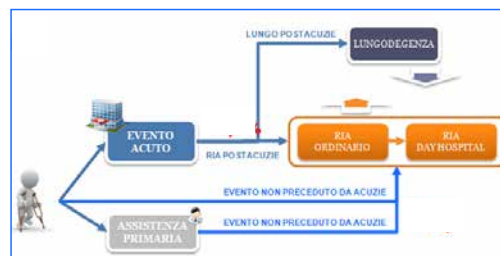 LUNGO POSTACUZIE
LUNGODEGENZA
EVENTO
ACUTO
RIA POSTACUZIE
RIA
ORDINARIO
RIA
DAY HOSPITAL
EVENTO NON PRECEDUTO DA ACUZIE
ASSISTENZA
PRIMARIA
EVENTO NON PRECEDUTO DA ACUZIE